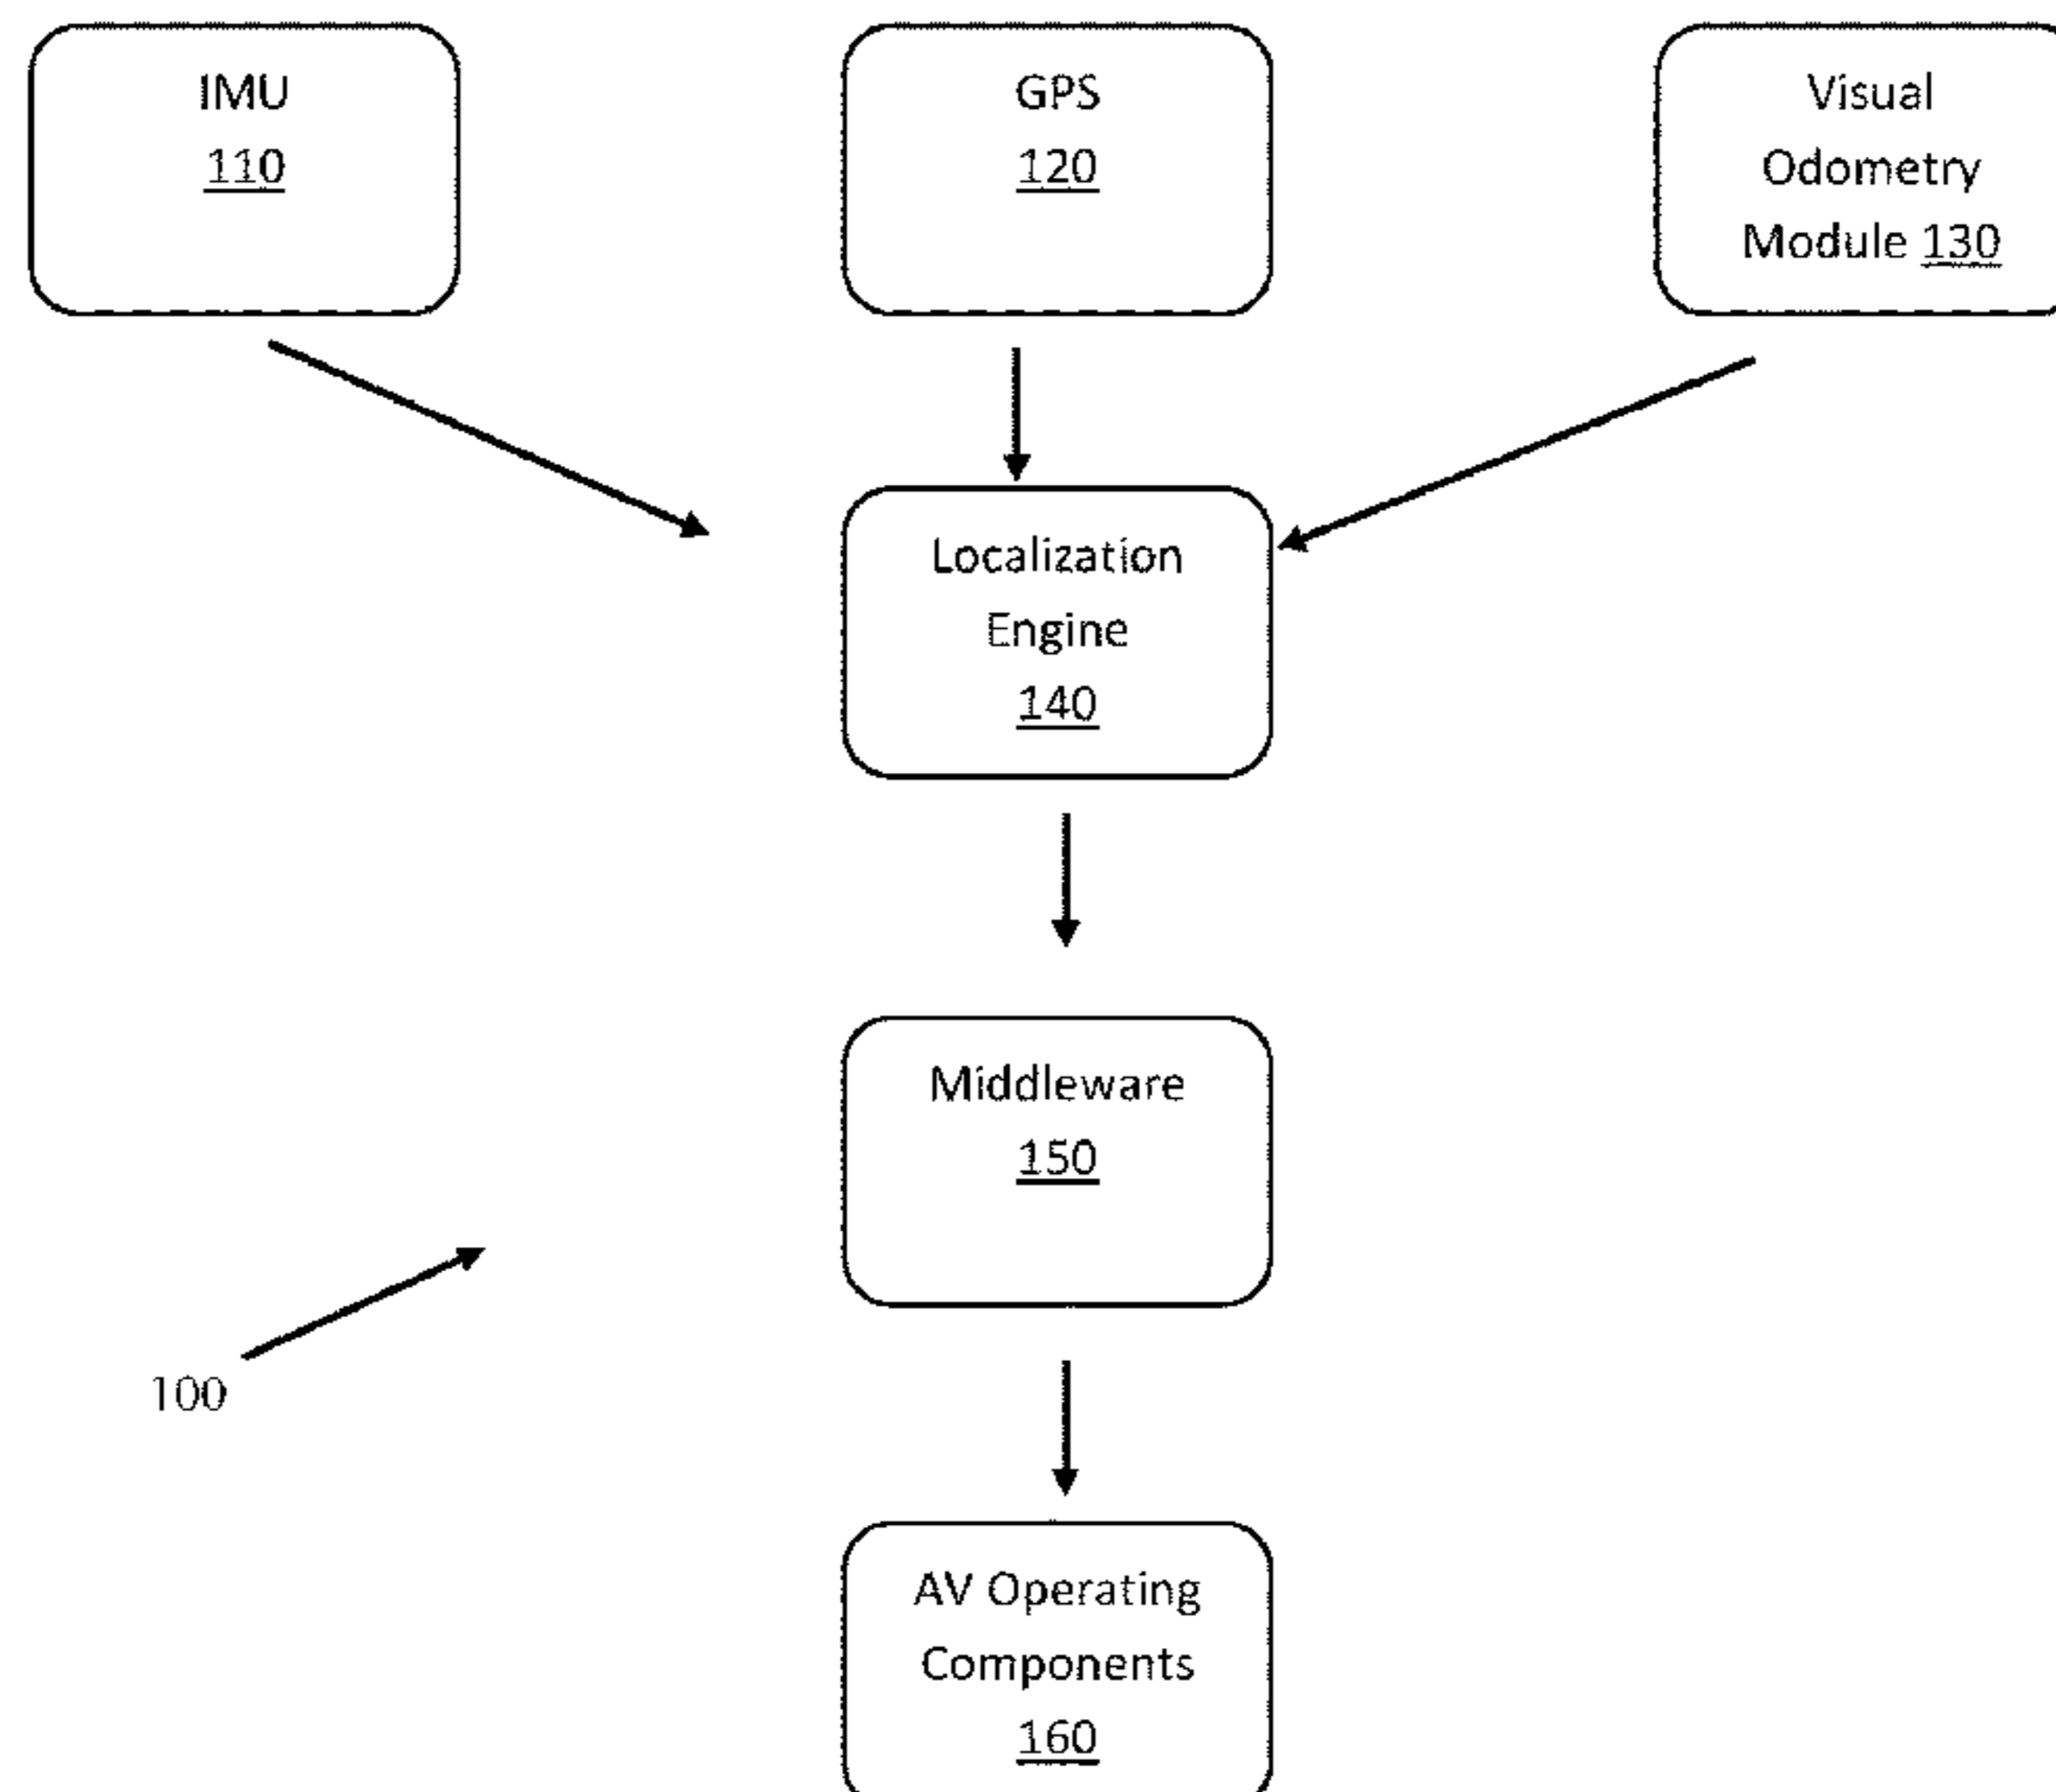 IMU
110
GPS
120
Visual
Odometry
Module 130
Localization
Engine
140
Middleware
150
100
AV Operating
Components
160